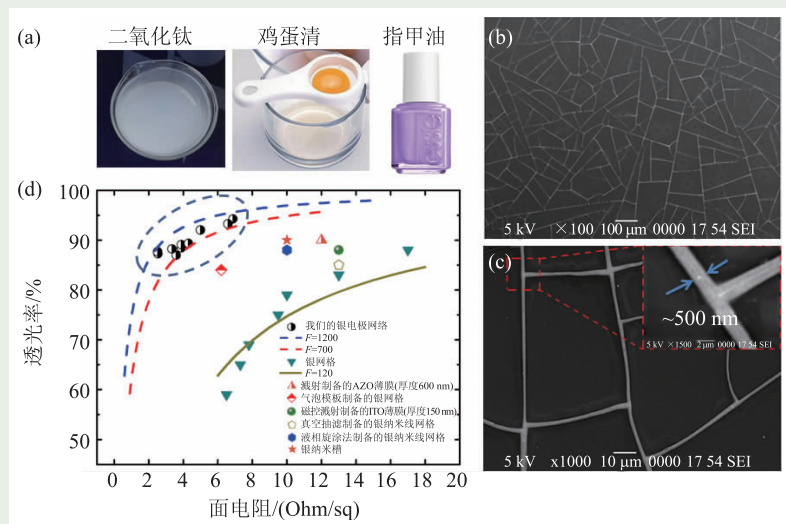 (a)
二氧化钛 鸡蛋清 指甲油
essie
(b)
5 kV ×100 100 μm 0000 17 54 SEI
(c)
~500 nm
5 kV ×1500 2 μm 0000 17 54 SEI
5 kV x1000 10 μm 0000 17 54 SEI
(d)
透光率/%
100
90
80
70
60
50
我们的银电极网络
F=1200
F=700
银网格
F=120
溅射制备的AZO薄膜(厚度600 nm)
气泡模板制备的银网格
磁控溅射制备的ITO薄膜(厚度150 nm)
真空抽滤制备的银纳米线网格
液相旋涂法制备的银纳米线网格
银纳米槽
0 2 4 6 8 10 12 14 16 18 20
面电阻/(Ohm/sq)